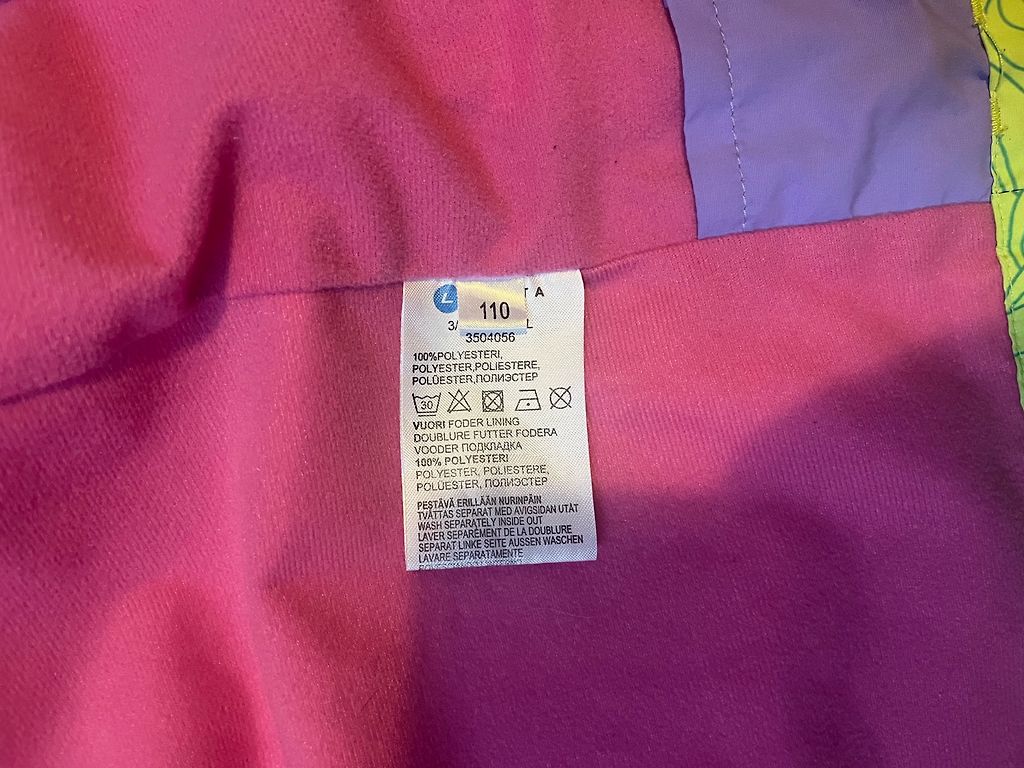 L T A
110
3/ L
3504056
100%POLYESTERI,
POLYESTER,POLIESTERE,
POLÜESTER,ПОЛИЭСТЕР
30
VUORI FODER LINING
DOUBLURE FUTTER FODERA
VOODER ПОДКЛАДКА
100% POLYESTERI
POLYESTER, POLIESTERE,
POLÜESTER, ПОЛИЭСТЕР
PESTÄVÄ ERILLÄÄN NURINPÄIN
TVÄTTAS SEPARAT MED AVIGSIDAN UTÅT
WASH SEPARATELY INSIDE OUT
LAVER SEPARÉMENT DE LA DOUBLURE
SEPARAT LINKE SEITE AUSSEN WASCHEN
LAVARE SEPARATAMENTE